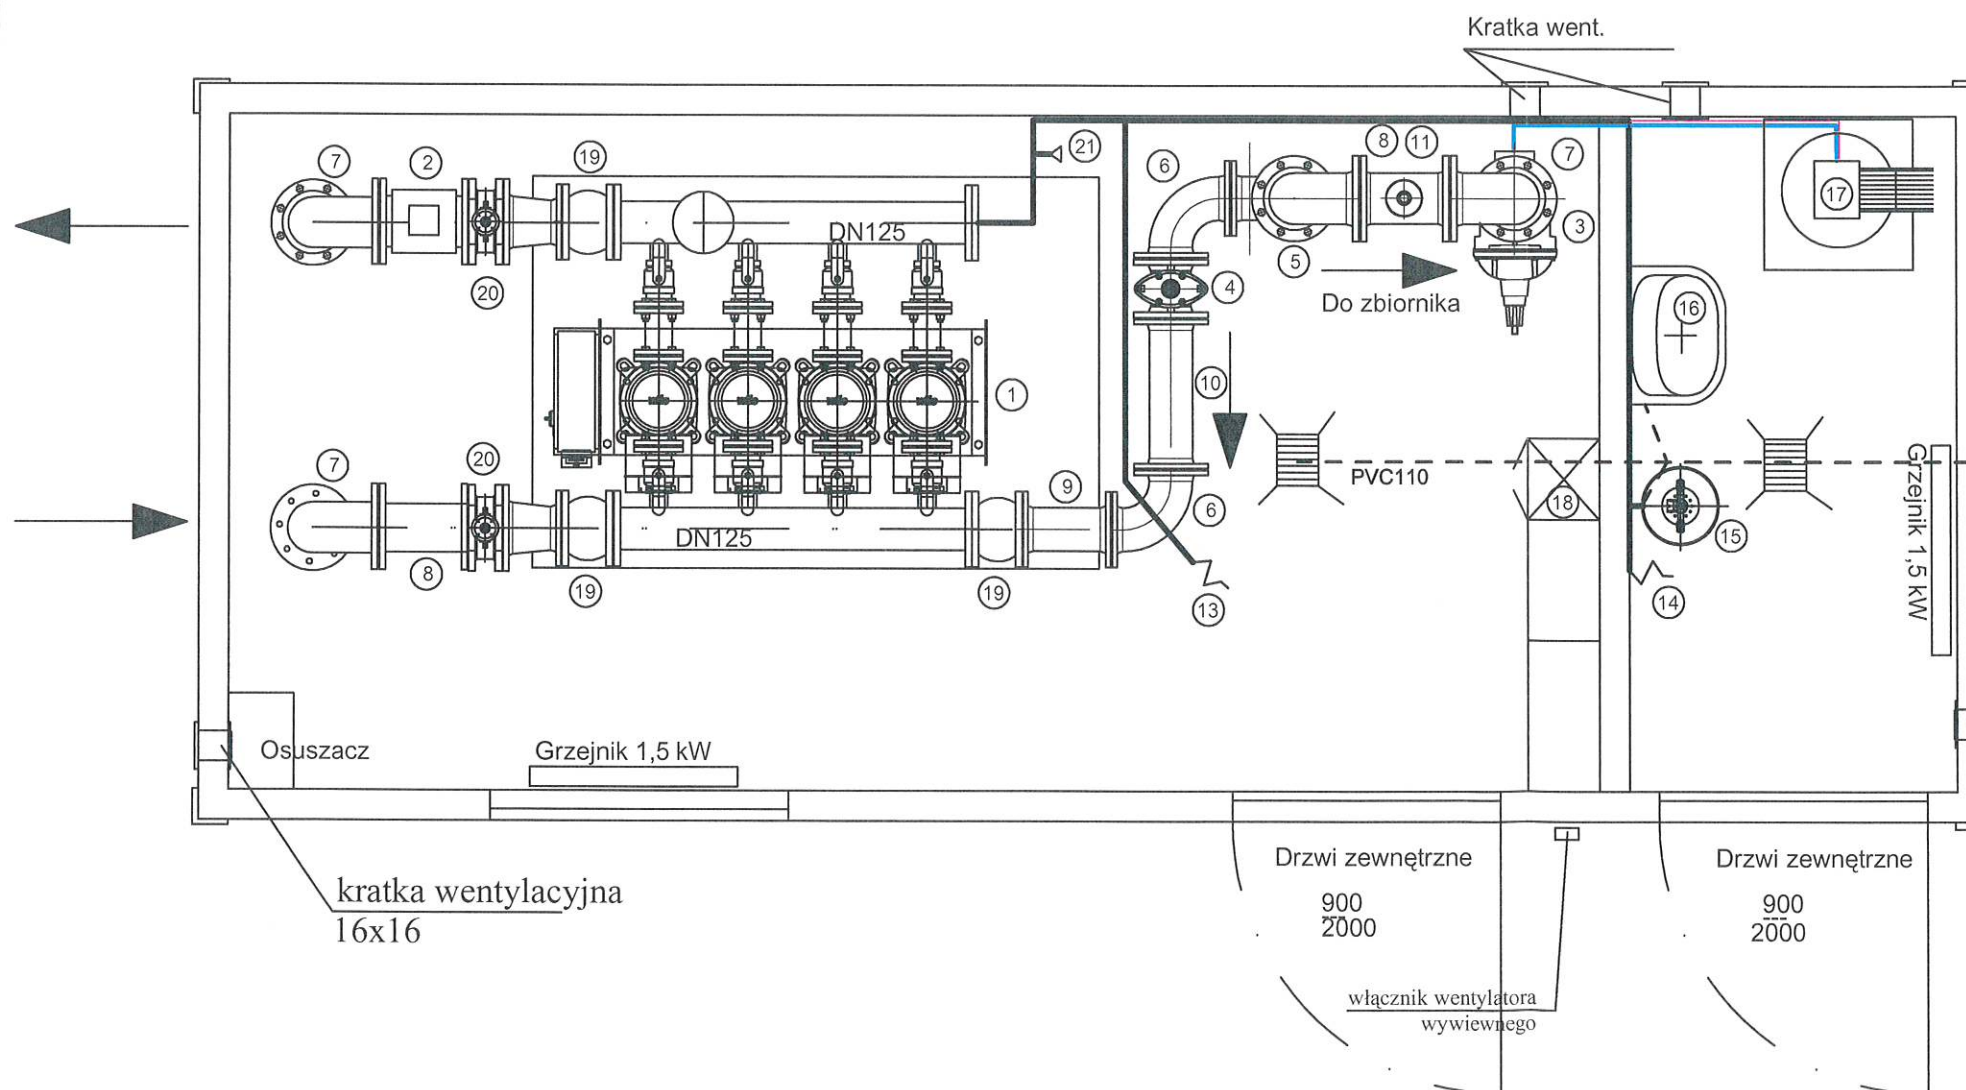 Kratka went.
7
2
19
21
8
11
6
7
17
DN125
3
5
20
4
16
Do zbiornika
1
10
7
20
9
PVC110
6
18
DN125
15
8
19
19
13
14
Grzejnik 1,5 kW
Osuszacz
Grzejnik 1,5 kW
kratka wentylacyjna
16x16
Drzwi zewnętrzne
900
2000
Drzwi zewnętrzne
900
2000
włącznik wentylatora
wywiewnego